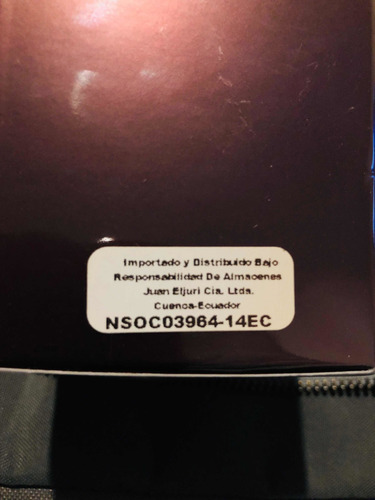 Importado y Distribuido Bajo
Responsabilidad De Almacenes
Juan Eljuri Cia. Ltda.
Cuenca-Ecuador
NSOC03964-14EC